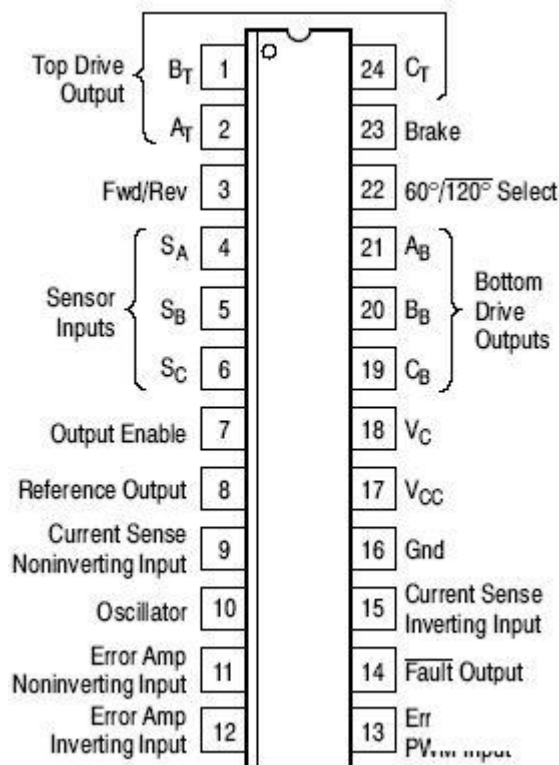 Top Drive
Output
B_T 1
A_T 2
Fwd/Rev 3
Sensor
Inputs
S_A 4
S_B 5
S_C 6
Output Enable 7
Reference Output 8
Current Sense
Noninverting Input 9
Oscillator 10
Error Amp
Noninverting Input 11
Error Amp
Inverting Input 12
24 C_T
23 Brake
22 60°/1̅2̅0̅°̅ Select
21 A_B
20 B_B
19 C_B
Bottom
Drive
Outputs
18 V_C
17 V_CC
16 Gnd
15 Current Sense
Inverting Input
14 F̅a̅u̅l̅t̅ Output
13 Err